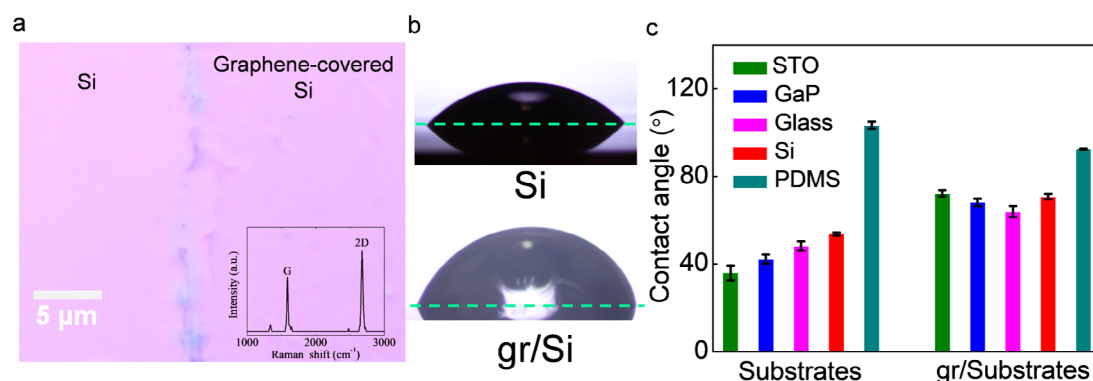 a
Si
Graphene-covered
Si
5 μm
Intensity (a.u.)
G
2D
1000
2000
3000
Raman shift (cm⁻¹)
b
Si
gr/Si
c
Contact angle (°)
120
80
40
0
STO
GaP
Glass
Si
PDMS
Substrates
gr/Substrates